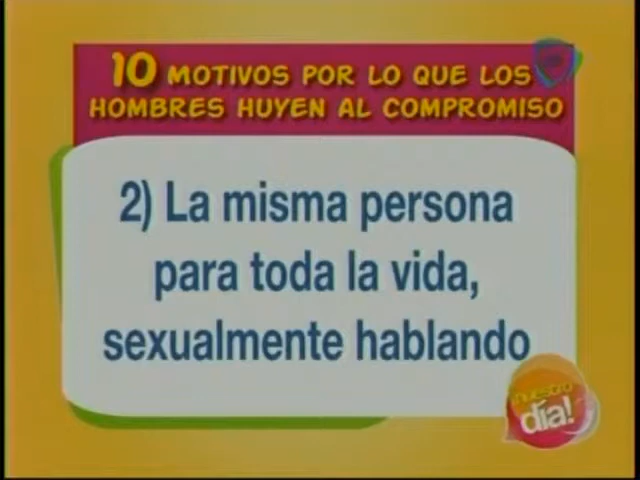 10 MOTIVOS POR LO QUE LOS
HOMBRES HUYEN AL COMPROMISO
2) La misma persona
para toda la vida,
sexualmente hablando
¡nuestro
día!